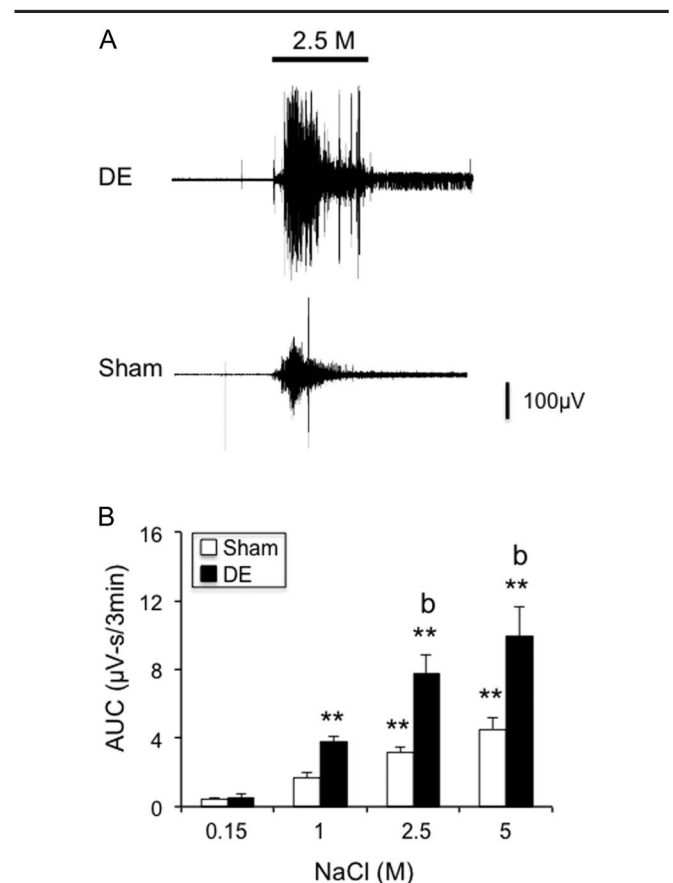 A
2.5 M
DE
Sham
100µV
B
16
12
8
4
0
AUC (µV-s/3min)
Sham
DE
**
**
**
b
**
**
b
0.15
1
2.5
5
NaCl (M)